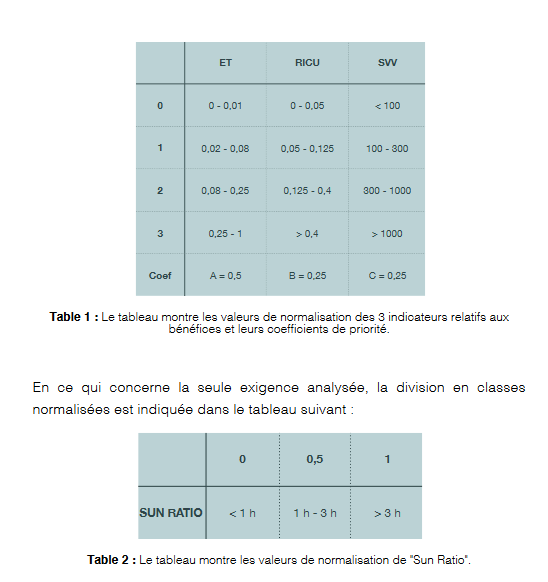 ET RICU SVV
0 0 - 0,01 0 - 0,05 < 100
1 0,02 - 0,08 0,05 - 0,125 100 - 300
2 0,08 - 0,25 0,125 - 0,4 300 - 1000
3 0,25 - 1 > 0,4 > 1000
Coef A = 0,5 B = 0,25 C = 0,25
Table 1 : Le tableau montre les valeurs de normalisation des 3 indicateurs relatifs aux
bénéfices et leurs coefficients de priorité.
En ce qui concerne la seule exigence analysée, la division en classes
normalisées est indiquée dans le tableau suivant :
0 0,5 1
SUN RATIO < 1 h 1 h - 3 h > 3 h
Table 2 : Le tableau montre les valeurs de normalisation de "Sun Ratio".